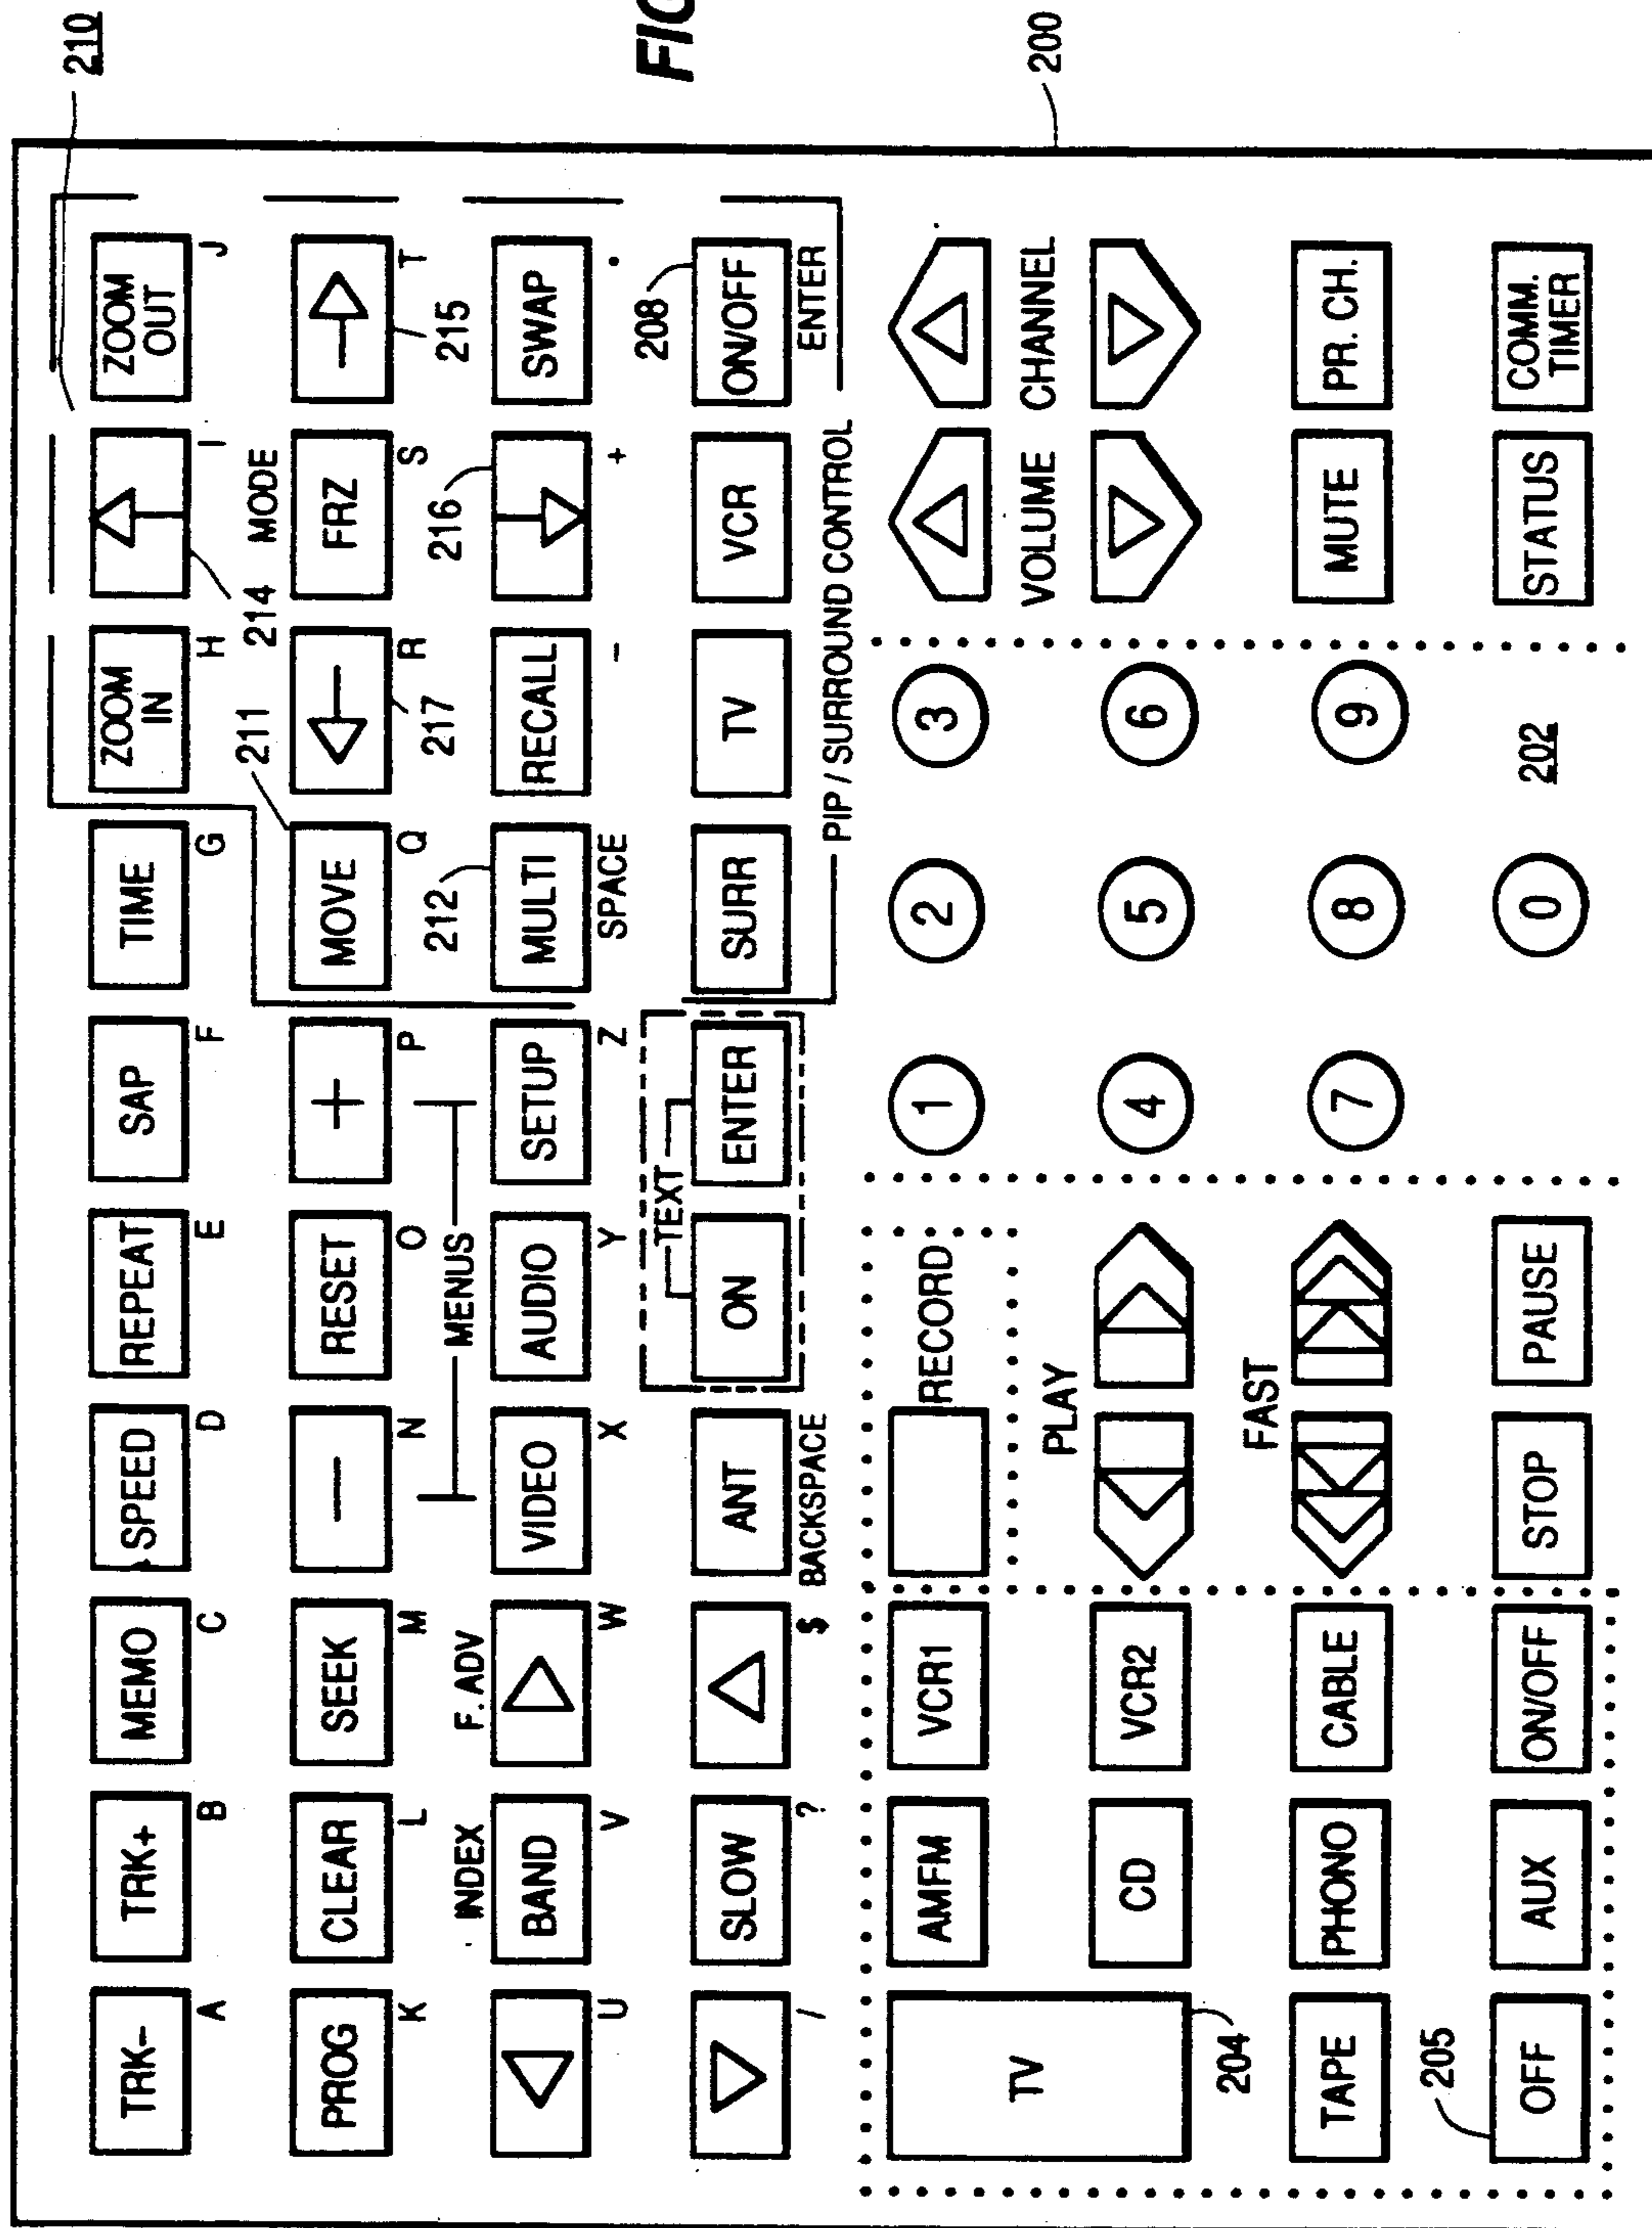 210
TRK– TRK+ MEMO SPEED REPEAT SAP TIME ZOOM IN ZOOM OUT
A B C D E F G H I J
211 214 MODE
PROG CLEAR SEEK — RESET + MOVE FRZ
K L M N O P Q R S T
INDEX F. ADV MENUS 212 217 216 215
BAND VIDEO AUDIO SETUP MULTI RECALL SWAP
U V W X Y Z SPACE – + .
TEXT 208
SLOW ANT ON ENTER SURR TV VCR ON/OFF
/ ? $ BACKSPACE ENTER
PIP / SURROUND CONTROL
FIG
TV AMFM VCR1 RECORD 1 2 3
PLAY VOLUME CHANNEL
200
CD VCR2 4 5 6
204 FAST
TAPE PHONO CABLE 7 8 9 MUTE PR. CH.
205
OFF AUX ON/OFF STOP PAUSE 0 202 STATUS COMM. TIMER